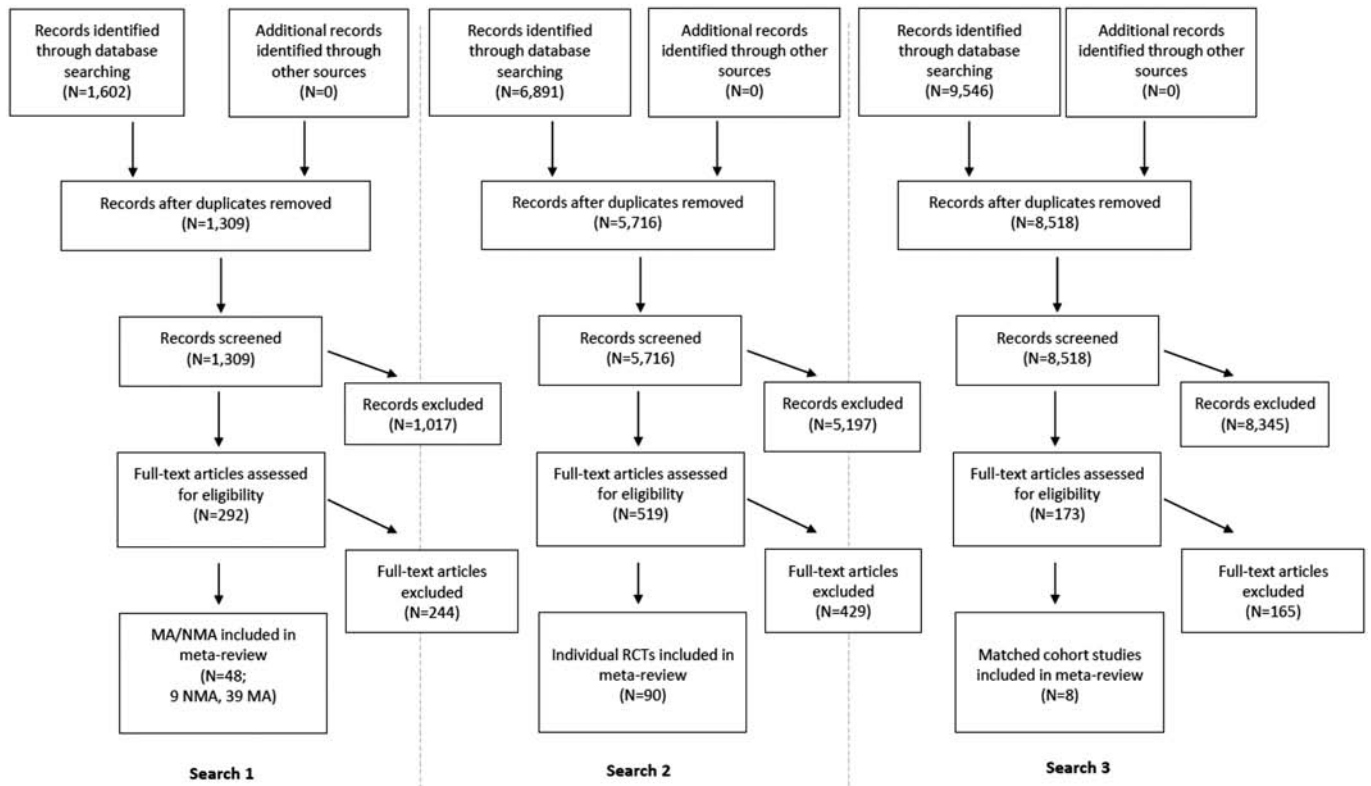 Records identified
through database
searching
(N=1,602)
Additional records
identified through
other sources
(N=0)
Records after duplicates removed
(N=1,309)
Records screened
(N=1,309)
Records excluded
(N=1,017)
Full-text articles assessed
for eligibility
(N=292)
Full-text articles
excluded
(N=244)
MA/NMA included in
meta-review
(N=48;
9 NMA, 39 MA)
Search 1
Records identified
through database
searching
(N=6,891)
Additional records
identified through other
sources
(N=0)
Records after duplicates removed
(N=5,716)
Records screened
(N=5,716)
Records excluded
(N=5,197)
Full-text articles assessed
for eligibility
(N=519)
Full-text articles
excluded
(N=429)
Individual RCTs included in
meta-review
(N=90)
Search 2
Records identified
through database
searching
(N=9,546)
Additional records
identified through other
sources
(N=0)
Records after duplicates removed
(N=8,518)
Records screened
(N=8,518)
Records excluded
(N=8,345)
Full-text articles assessed
for eligibility
(N=173)
Full-text articles
excluded
(N=165)
Matched cohort studies
included in meta-review
(N=8)
Search 3